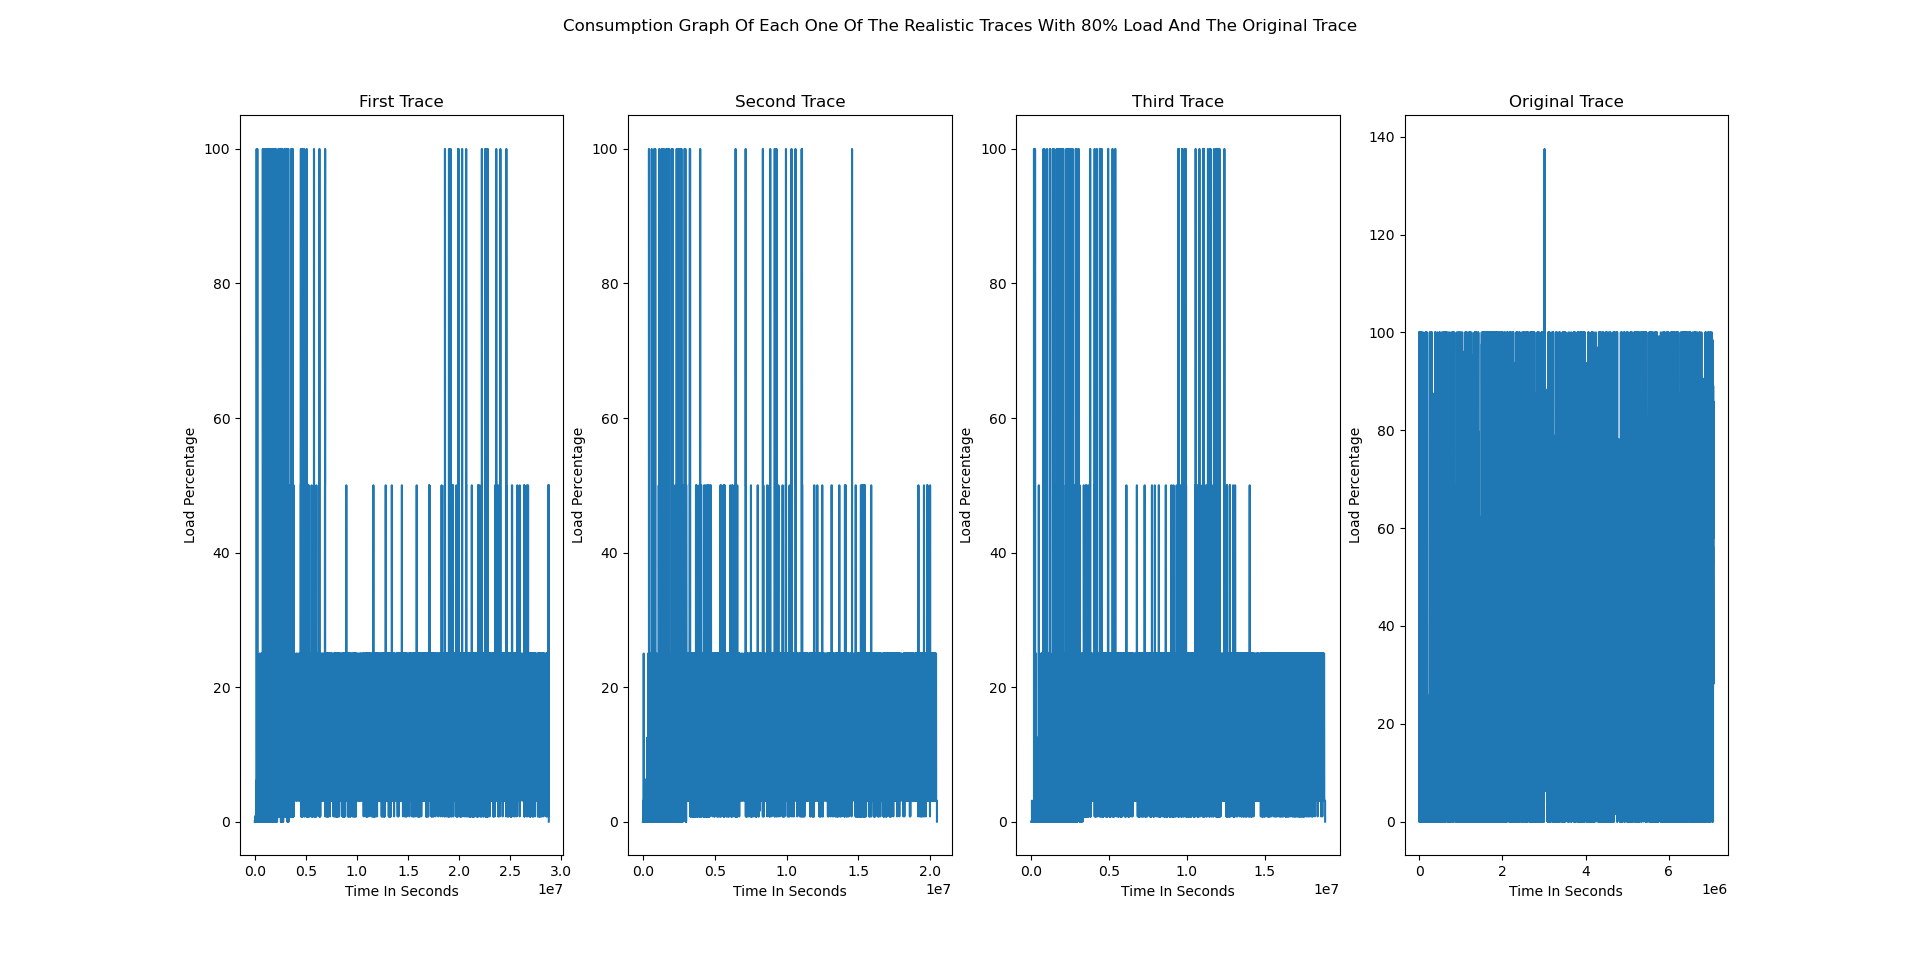 Consumption Graph Of Each One Of The Realistic Traces With 80% Load And The Original Trace
First Trace
100
80
60
40
20
0
Load Percentage
0.0 0.5 1.0 1.5 2.0 2.5 3.0
1e7
Time In Seconds
Second Trace
100
80
60
40
20
0
Load Percentage
0.0 0.5 1.0 1.5 2.0
1e7
Time In Seconds
Third Trace
100
80
60
40
20
0
Load Percentage
0.0 0.5 1.0 1.5
1e7
Time In Seconds
Original Trace
140
120
100
80
60
40
20
0
Load Percentage
0 2 4 6
1e6
Time In Seconds